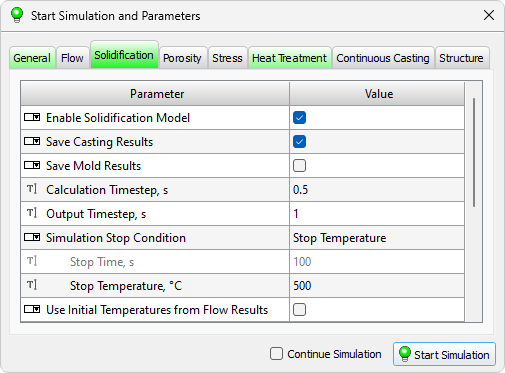 Start Simulation and Parameters
General Flow Solidification Porosity Stress Heat Treatment Continuous Casting Structure
Parameter Value
Enable Solidification Model
Save Casting Results
Save Mold Results
Calculation Timestep, s 0.5
Output Timestep, s 1
Simulation Stop Condition Stop Temperature
Stop Time, s 100
Stop Temperature, °C 500
Use Initial Temperatures from Flow Results
Continue Simulation Start Simulation